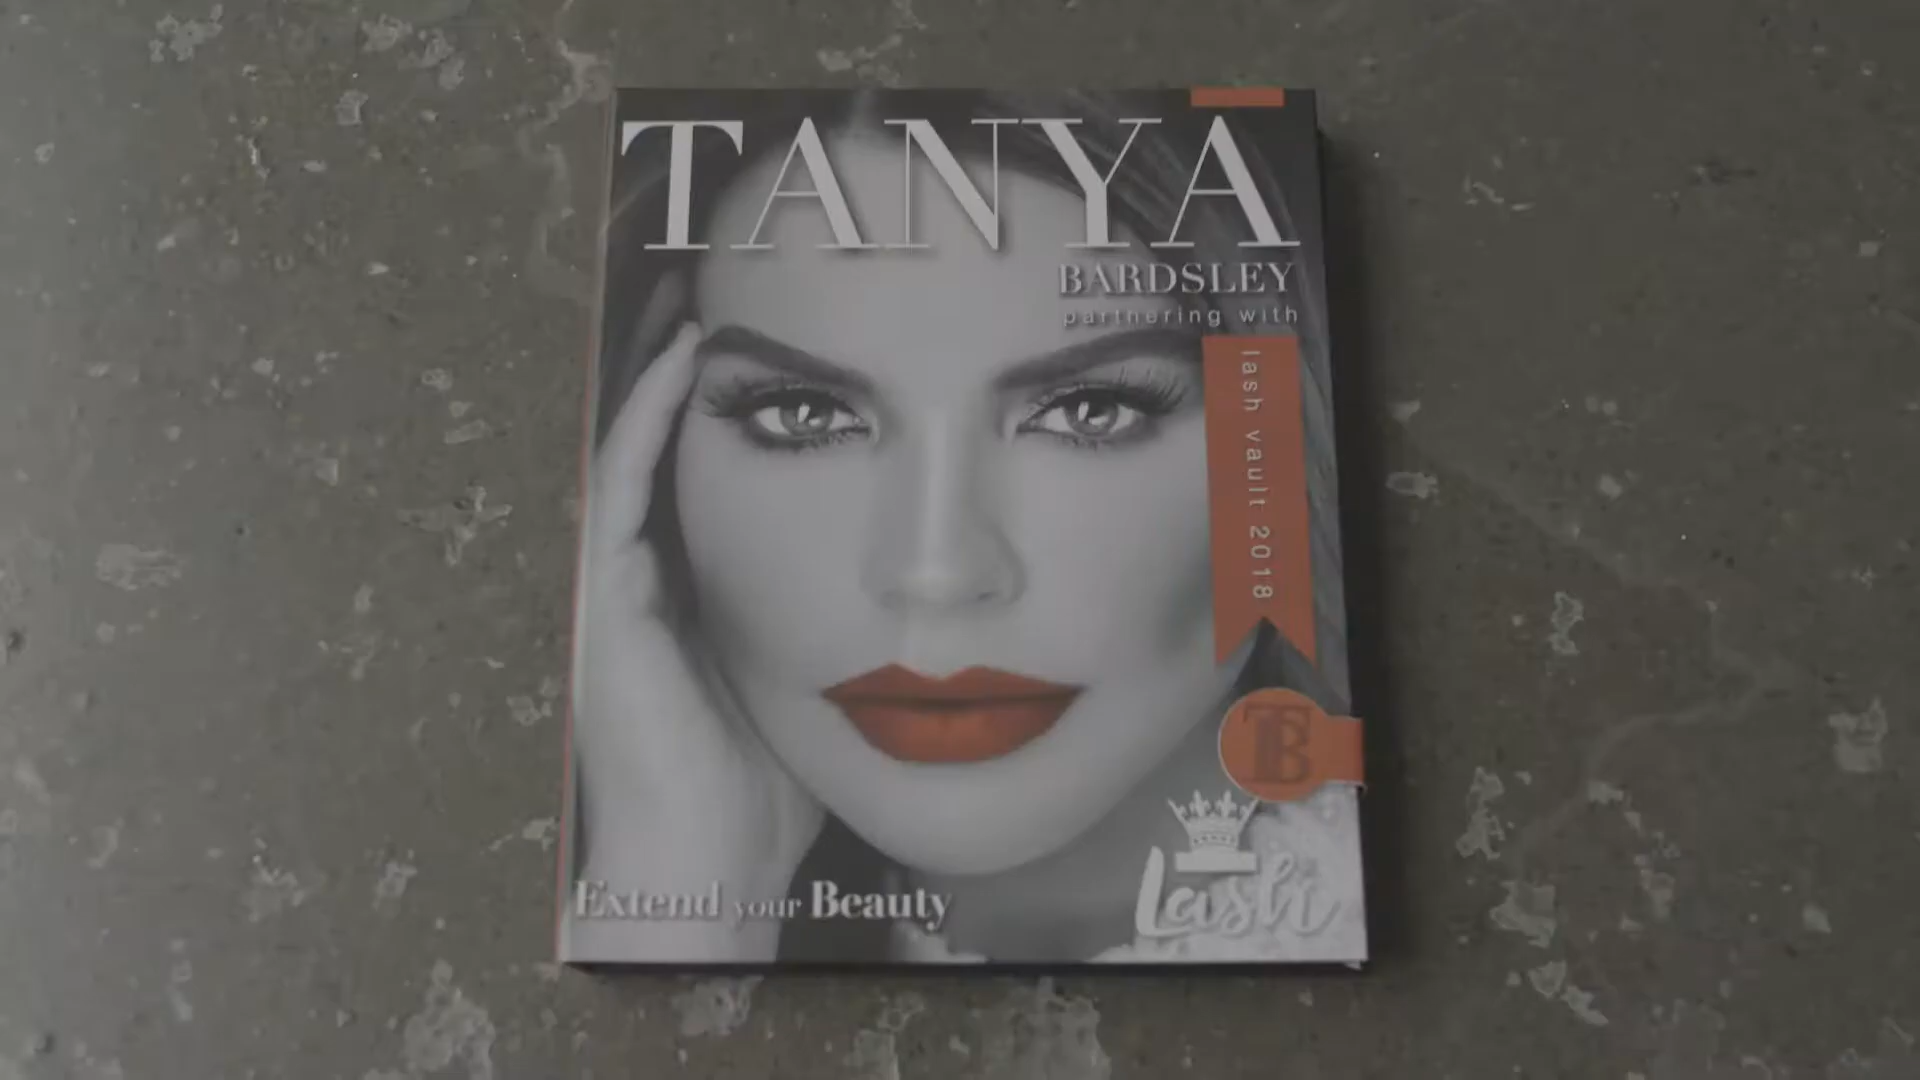 TANYA
BARDSLEY
partnering with
lash vault 2018
TB
Lash
Extend your Beauty